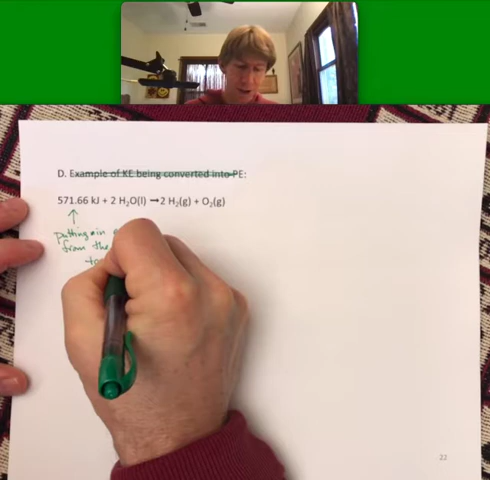 D. Example of KE being converted into PE:
571.66 kJ + 2 H₂O(l) → 2 H₂(g) + O₂(g)
↑
putting in
from the
22